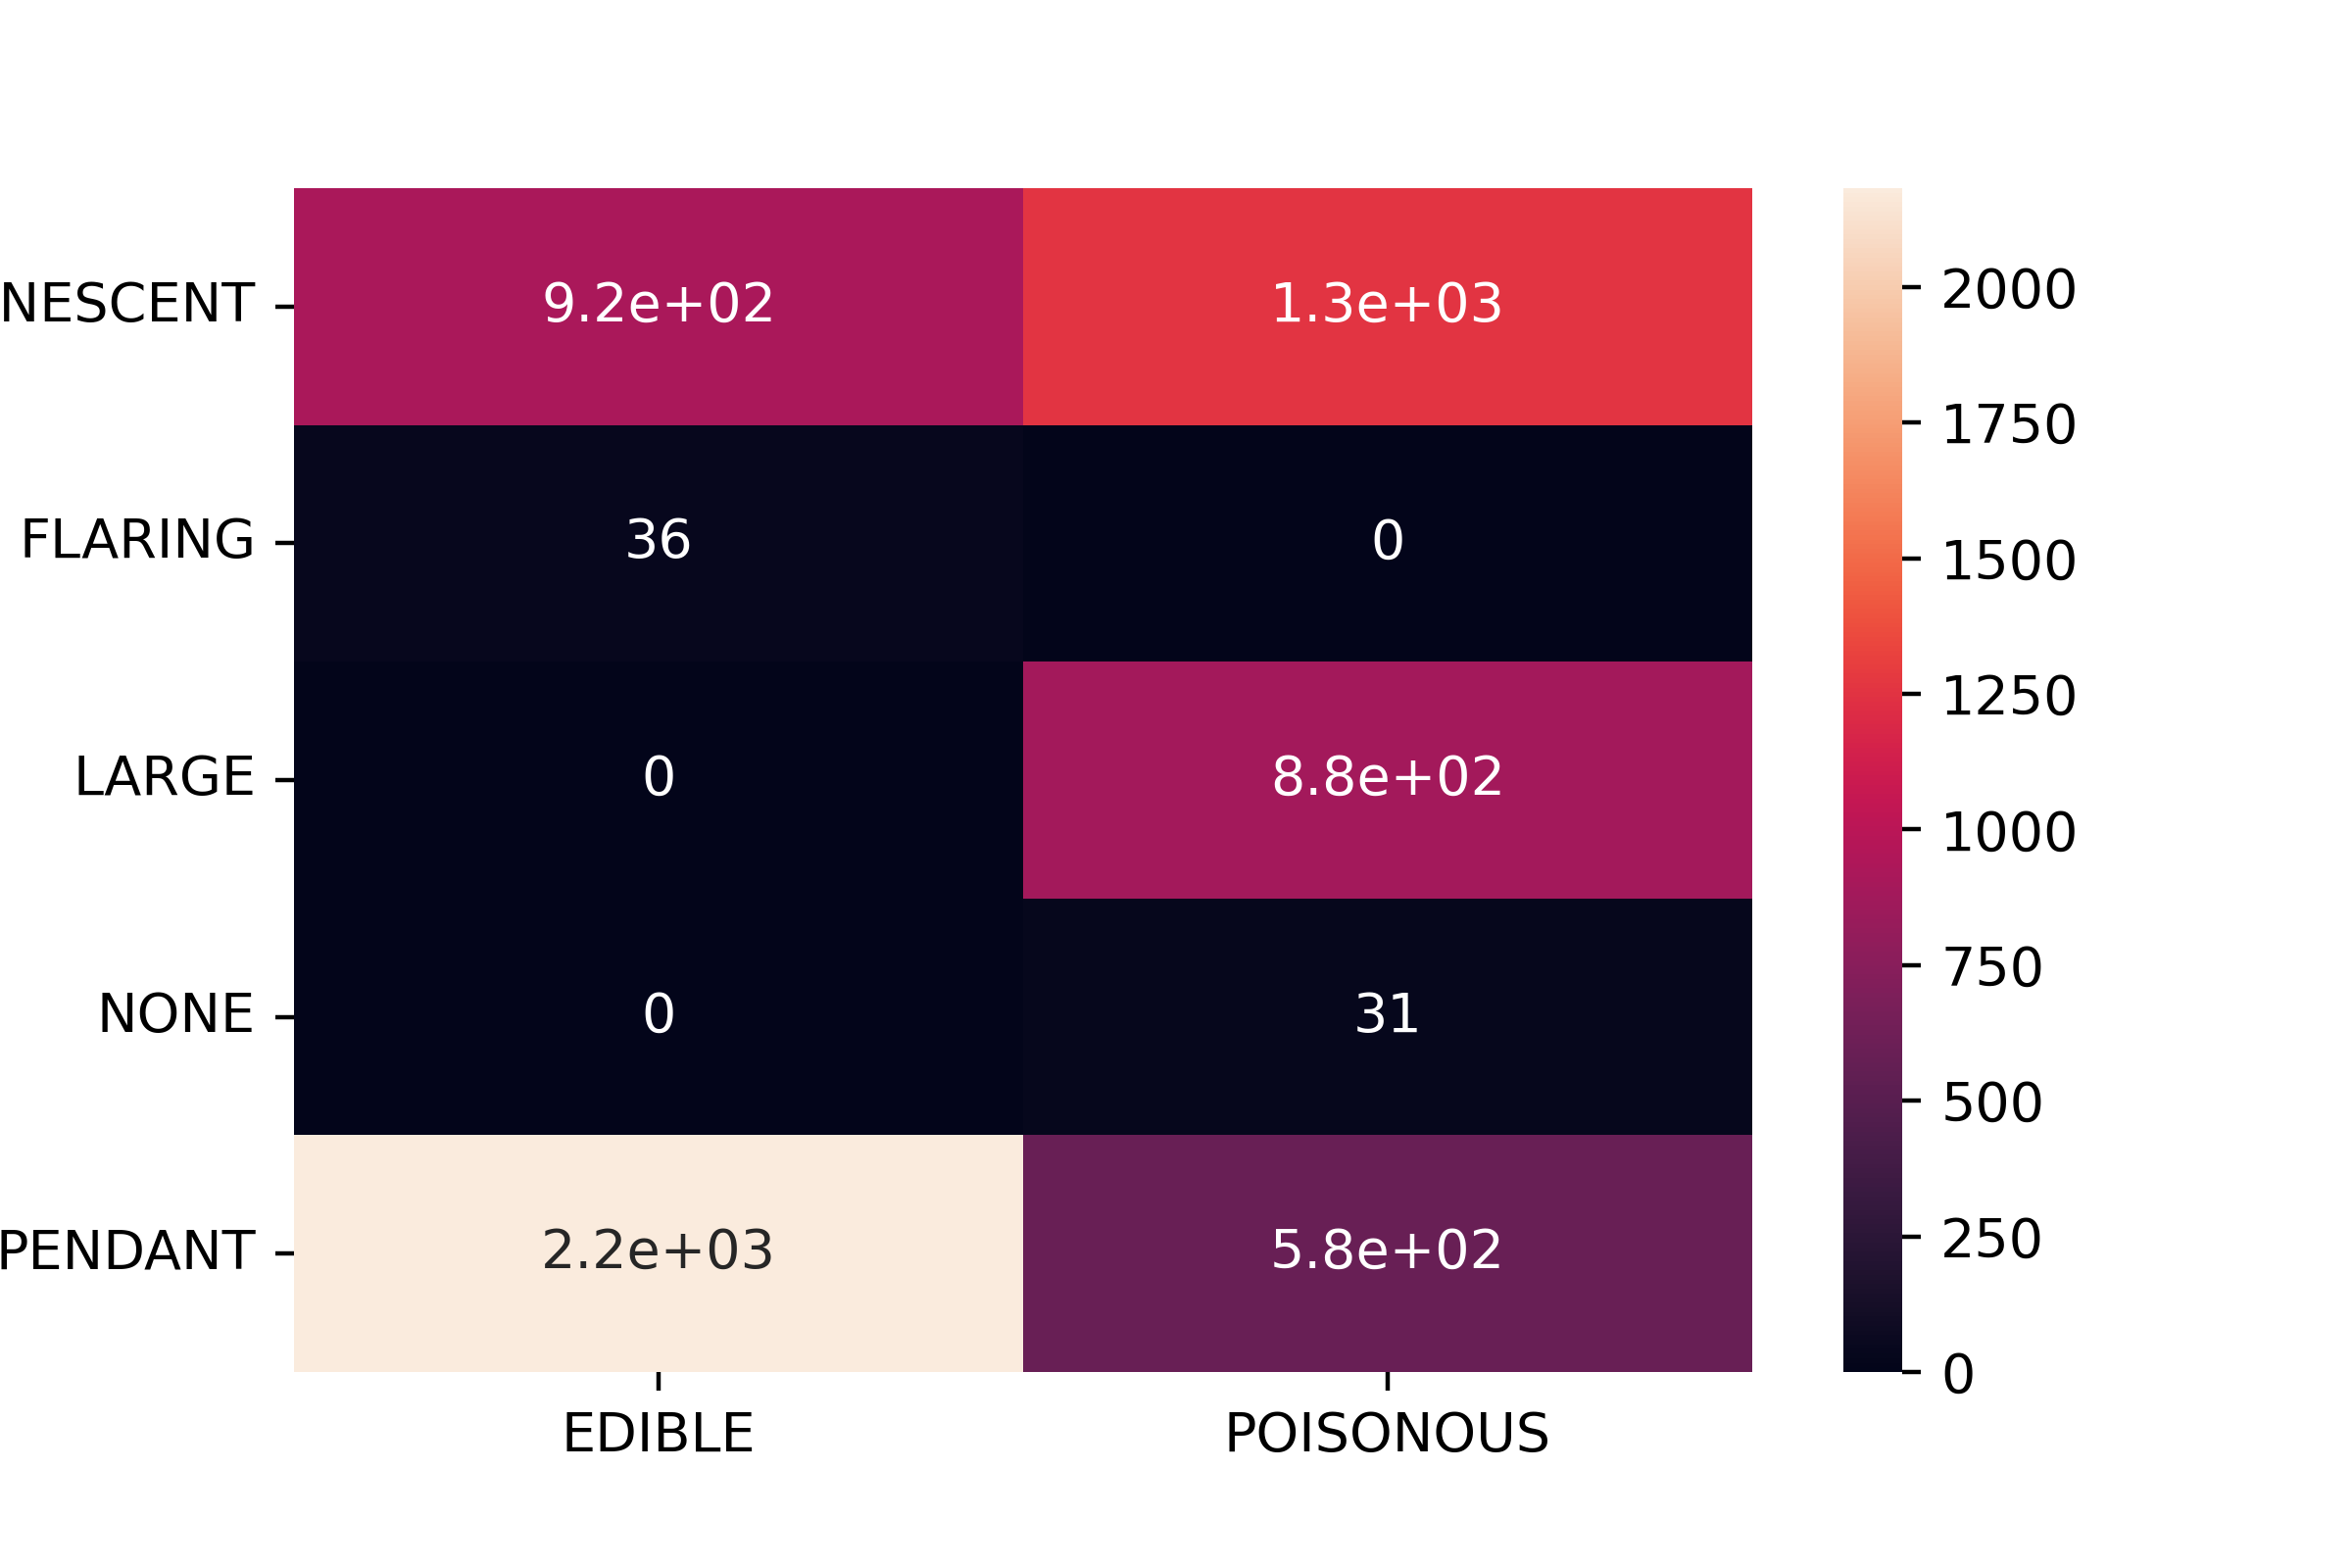 NESCENT 9.2e+02 1.3e+03
FLARING 36 0
LARGE 0 8.8e+02
NONE 0 31
PENDANT 2.2e+03 5.8e+02
EDIBLE POISONOUS
2000
1750
1500
1250
1000
750
500
250
0